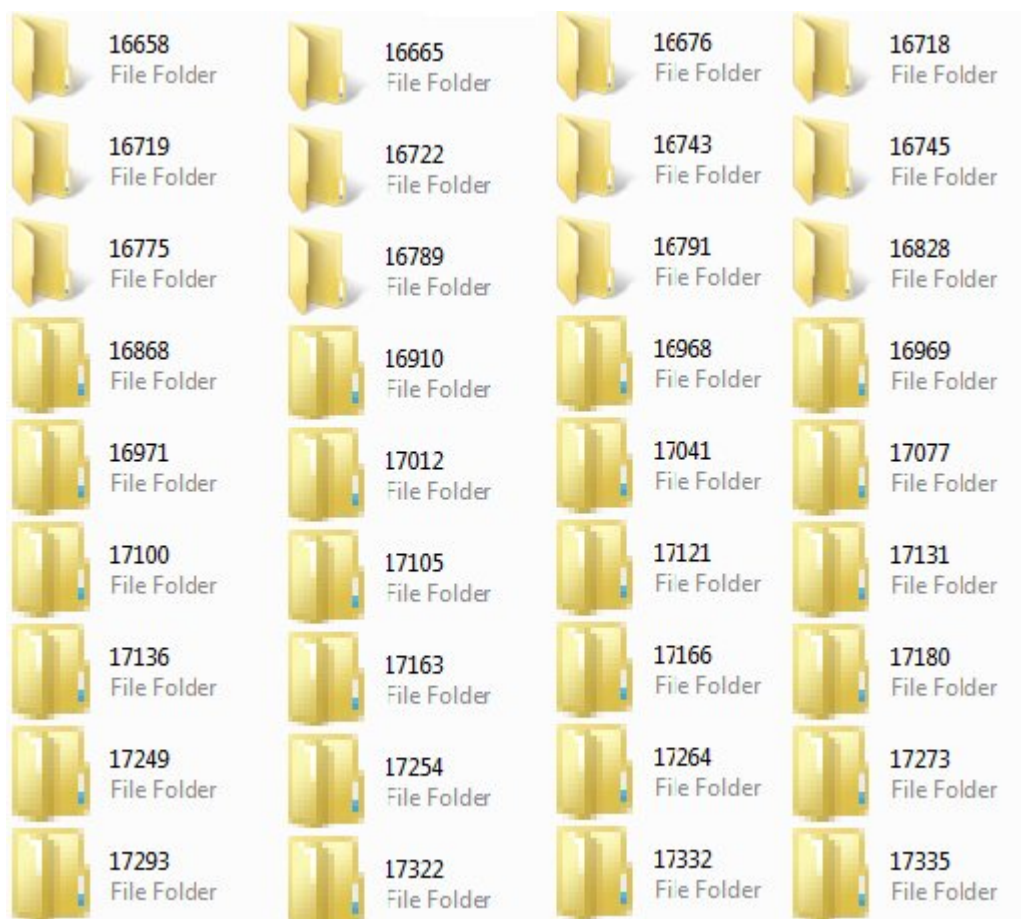 16658
File Folder
16665
File Folder
16676
File Folder
16718
File Folder
16719
File Folder
16722
File Folder
16743
File Folder
16745
File Folder
16775
File Folder
16789
File Folder
16791
File Folder
16828
File Folder
16868
File Folder
16910
File Folder
16968
File Folder
16969
File Folder
16971
File Folder
17012
File Folder
17041
File Folder
17077
File Folder
17100
File Folder
17105
File Folder
17121
File Folder
17131
File Folder
17136
File Folder
17163
File Folder
17166
File Folder
17180
File Folder
17249
File Folder
17254
File Folder
17264
File Folder
17273
File Folder
17293
File Folder
17322
File Folder
17332
File Folder
17335
File Folder